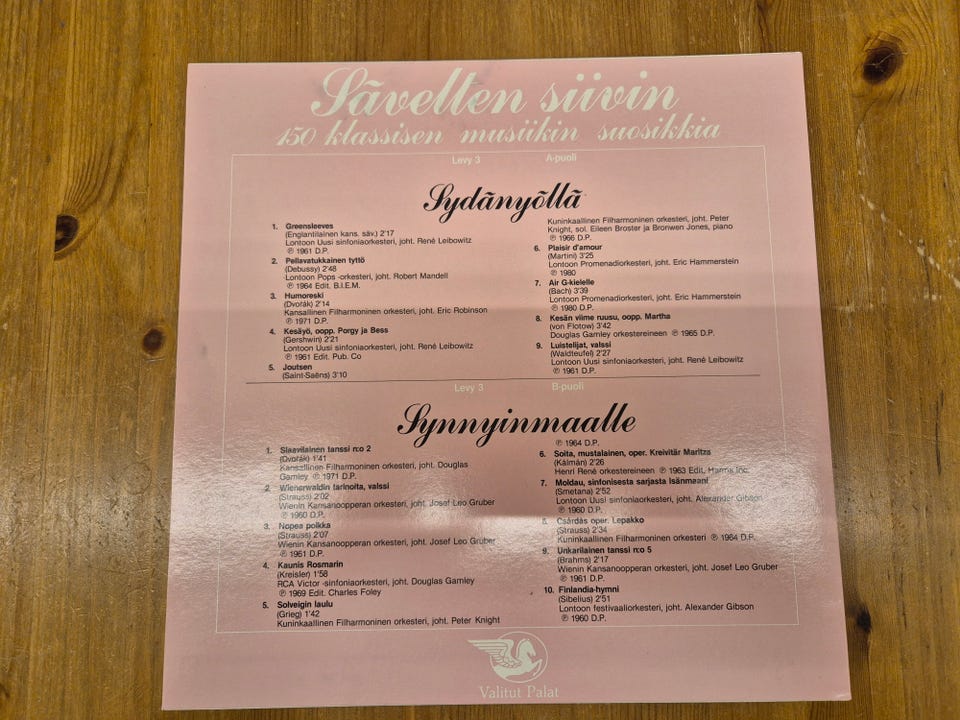 Sävelten siivin
150 klassisen musiikin suosikkia
Levy 3 A-puoli
Sydänyöllä
1. Greensleeves
(Englantilainen kans. säv.) 2'17
Lontoon Uusi sinfoniaorkesteri, joht. René Leibowitz
℗ 1961 D.P.
2. Pellavatukkainen tyttö
(Debussy) 2'48
Lontoon Pops -orkesteri, joht. Robert Mandell
℗ 1964 Edit. B.I.E.M.
3. Humoreski
(Dvořák) 2'14
Kansallinen Filharmoninen orkesteri, joht. Eric Robinson
℗ 1971 D.P.
4. Kesäyö, oopp. Porgy ja Bess
(Gershwin) 2'21
Lontoon Uusi sinfoniaorkesteri, joht. René Leibowitz
℗ 1961 Edit. Pub. Co
5. Joutsen
(Saint-Saëns) 3'10
Kuninkaallinen Filharmoninen orkesteri, joht. Peter
Knight, sol. Eileen Broster ja Bronwen Jones, piano
℗ 1966 D.P.
6. Plaisir d'amour
(Martini) 3'25
Lontoon Promenadiorkesteri, joht. Eric Hammerstein
℗ 1980
7. Air G-kielelle
(Bach) 3'39
Lontoon Promenadiorkesteri, joht. Eric Hammerstein
℗ 1980 D.P.
8. Kesän viime ruusu, oopp. Martha
(von Flotow) 3'42
Douglas Gamley orkestereineen ℗ 1965 D.P.
9. Luistelijat, valssi
(Waldteufel) 2'27
Lontoon Uusi sinfoniaorkesteri, joht. René Leibowitz
℗ 1961 D.P.
Levy 3 B-puoli
Synnyinmaalle
1. Slaavilainen tanssi n:o 2
(Dvořák) 1'41
Kansallinen Filharmoninen orkesteri, joht. Douglas
Gamley ℗ 1971 D.P.
2. Wienerwaldin tarinoita, valssi
(Strauss) 2'02
Wienin Kansanoopperan orkesteri, joht. Josef Leo Gruber
℗ 1960 D.P.
3. Nopea polkka
(Strauss) 2'07
Wienin Kansanoopperan orkesteri, joht. Josef Leo Gruber
℗ 1961 D.P.
4. Kaunis Rosmarin
(Kreisler) 1'58
RCA Victor -sinfoniaorkesteri, joht. Douglas Gamley
℗ 1969 Edit. Charles Foley
5. Solveigin laulu
(Grieg) 1'42
Kuninkaallinen Filharmoninen orkesteri, joht. Peter Knight
℗ 1964 D.P.
6. Soita, mustalainen, oper. Kreivitär Maritza
(Kálmán) 2'26
Henri René orkestereineen ℗ 1963 Edit. Harms Inc.
7. Moldau, sinfonisesta sarjasta Isänmaani
(Smetana) 2'52
Lontoon Uusi sinfoniaorkesteri, joht. Alexander Gibson
℗ 1960 D.P.
8. Csárdás oper. Lepakko
(Strauss) 2'34
Kuninkaallinen Filharmoninen orkesteri ℗ 1964 D.P.
9. Unkarilainen tanssi n:o 5
(Brahms) 2'17
Wienin Kansanoopperan orkesteri, joht. Josef Leo Gruber
℗ 1961 D.P.
10. Finlandia-hymni
(Sibelius) 2'51
Lontoon festivaaliorkesteri, joht. Alexander Gibson
℗ 1960 D.P.
Valitut Palat